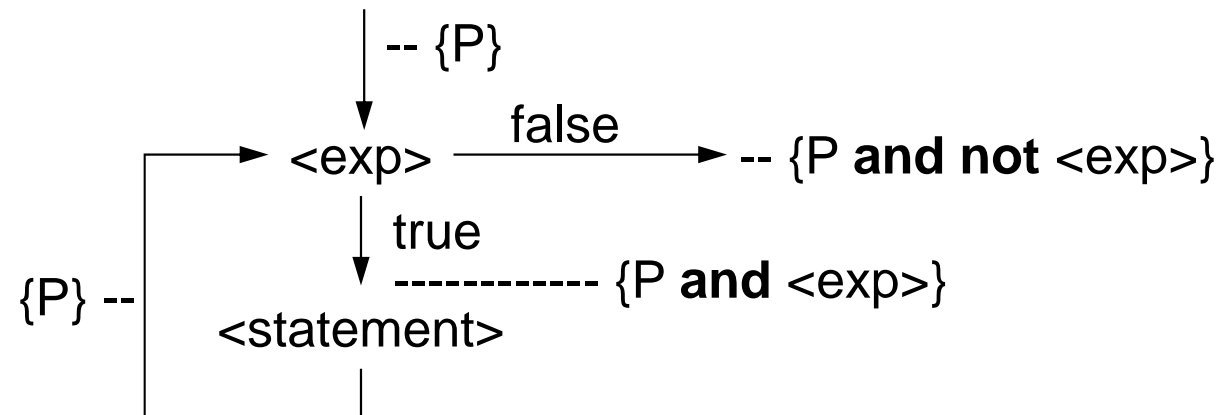 -- {P}
false
<exp> -- {P and not <exp>}
true
{P} -- ----------- {P and <exp>}
<statement>